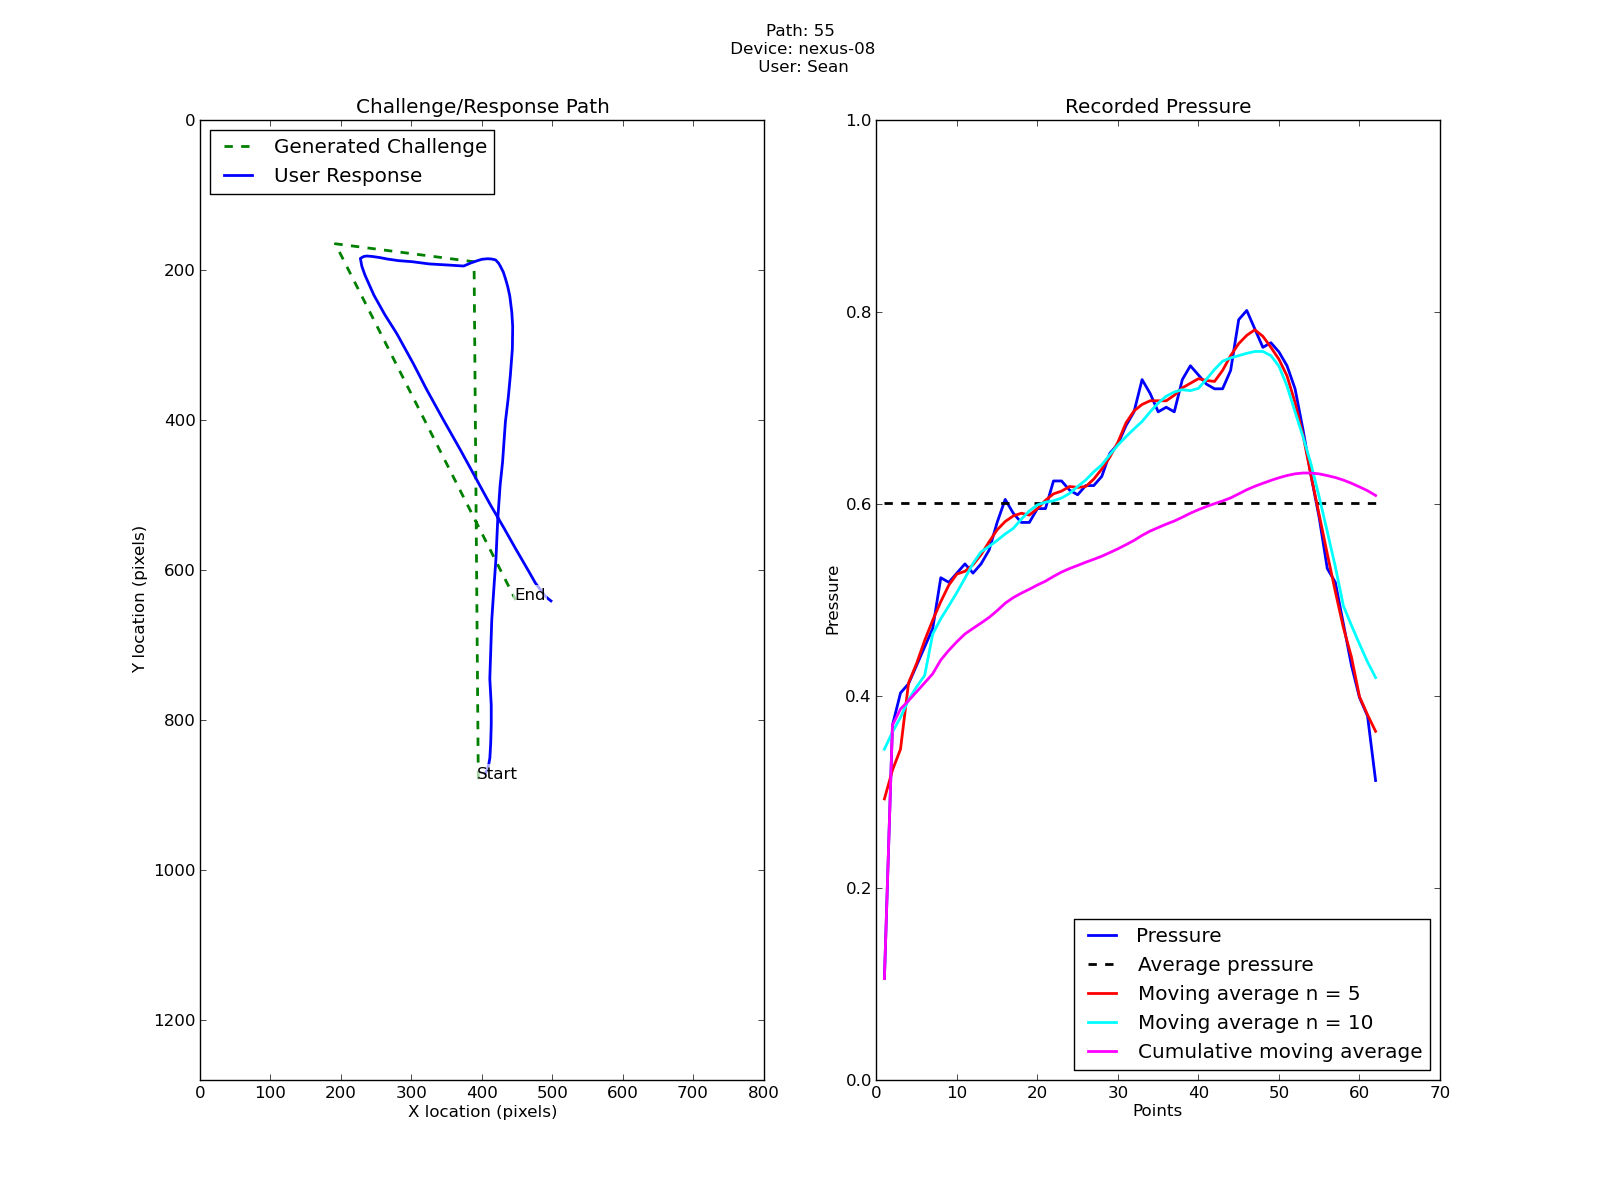 Path: 55
Device: nexus-08
User: Sean
Challenge/Response Path
0
200
400
600
800
1000
1200
Y location (pixels)
Generated Challenge
User Response
End
Start
0 100 200 300 400 500 600 700 800
X location (pixels)
Recorded Pressure
1.0
0.8
0.6
0.4
0.2
0.0
Pressure
Pressure
Average pressure
Moving average n = 5
Moving average n = 10
Cumulative moving average
0 10 20 30 40 50 60 70
Points